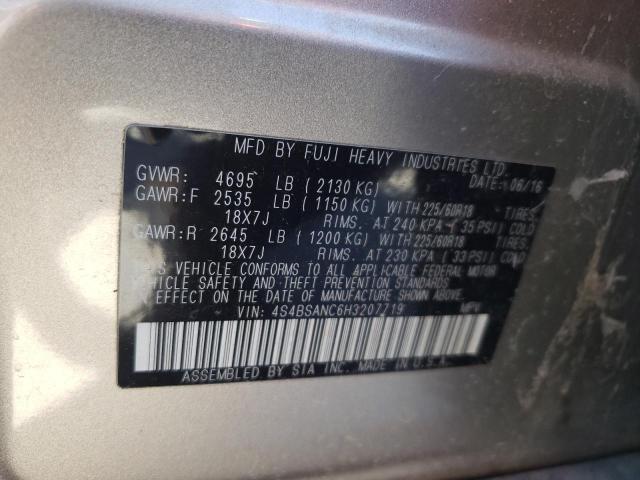 MFD BY FUJI HEAVY INDUSTRIES LTD.
GVWR: 4695 LB ( 2130 KG) DATE: 06/16
GAWR:F 2535 LB ( 1150 KG) WITH 225/60R18 TIRES
18X7J RIMS. AT 240 KPA ( 35 PSI) COLD
GAWR:R 2645 LB ( 1200 KG) WITH 225/60R18 TIRES.
18X7J RIMS. AT 230 KPA ( 33 PSI) COLD
THIS VEHICLE CONFORMS TO ALL APPLICABLE FEDERAL MOTOR
VEHICLE SAFETY AND THEFT PREVENTION STANDARDS
IN EFFECT ON THE DATE OF MANUFACTURE SHOWN ABOVE.
VIN: 4S4BSANC6H3207719 MPV
ASSEMBLED BY SIA INC. MADE IN U.S.A.